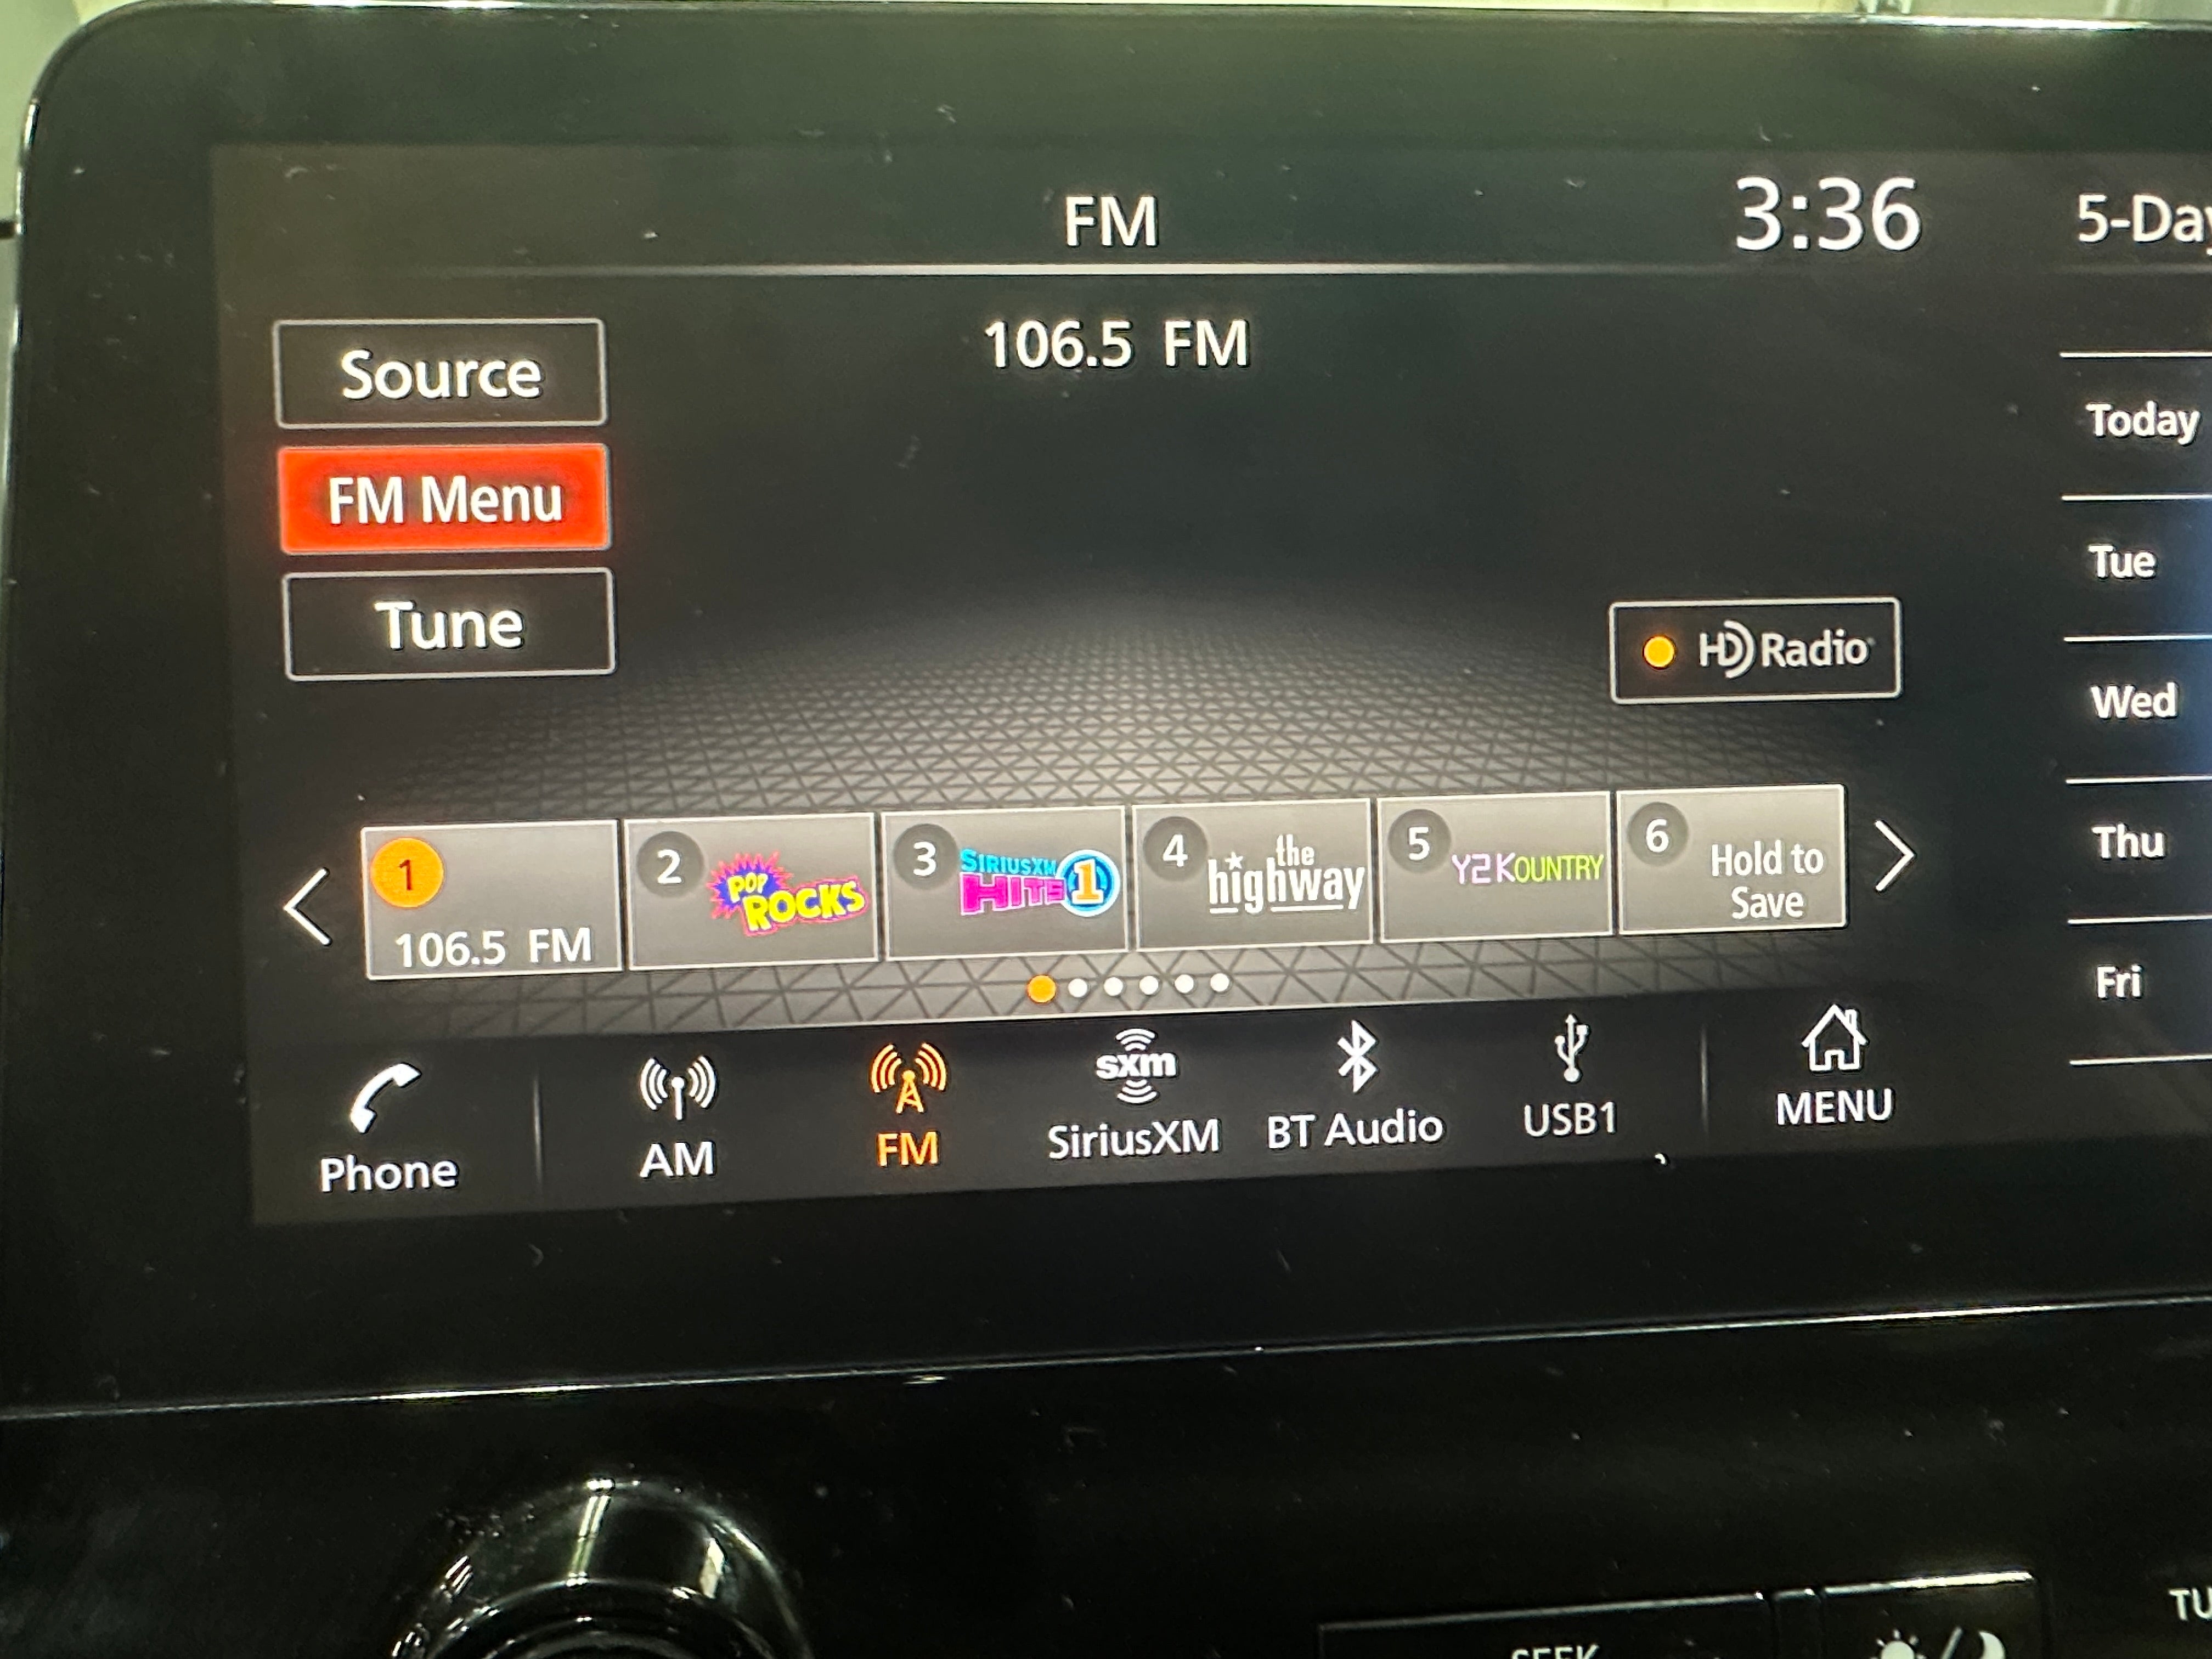 FM
3:36
5-Day
106.5 FM
Source
FM Menu
Tune
HD Radio
Today
Tue
Wed
Thu
Fri
1
106.5 FM
2
POP
ROCKS
3
SIRIUSXM
HITS 1
4
the
highway
5
Y2KOUNTRY
6
Hold to
Save
Phone
AM
FM
sxm
SiriusXM
BT Audio
USB1
MENU
SEEK